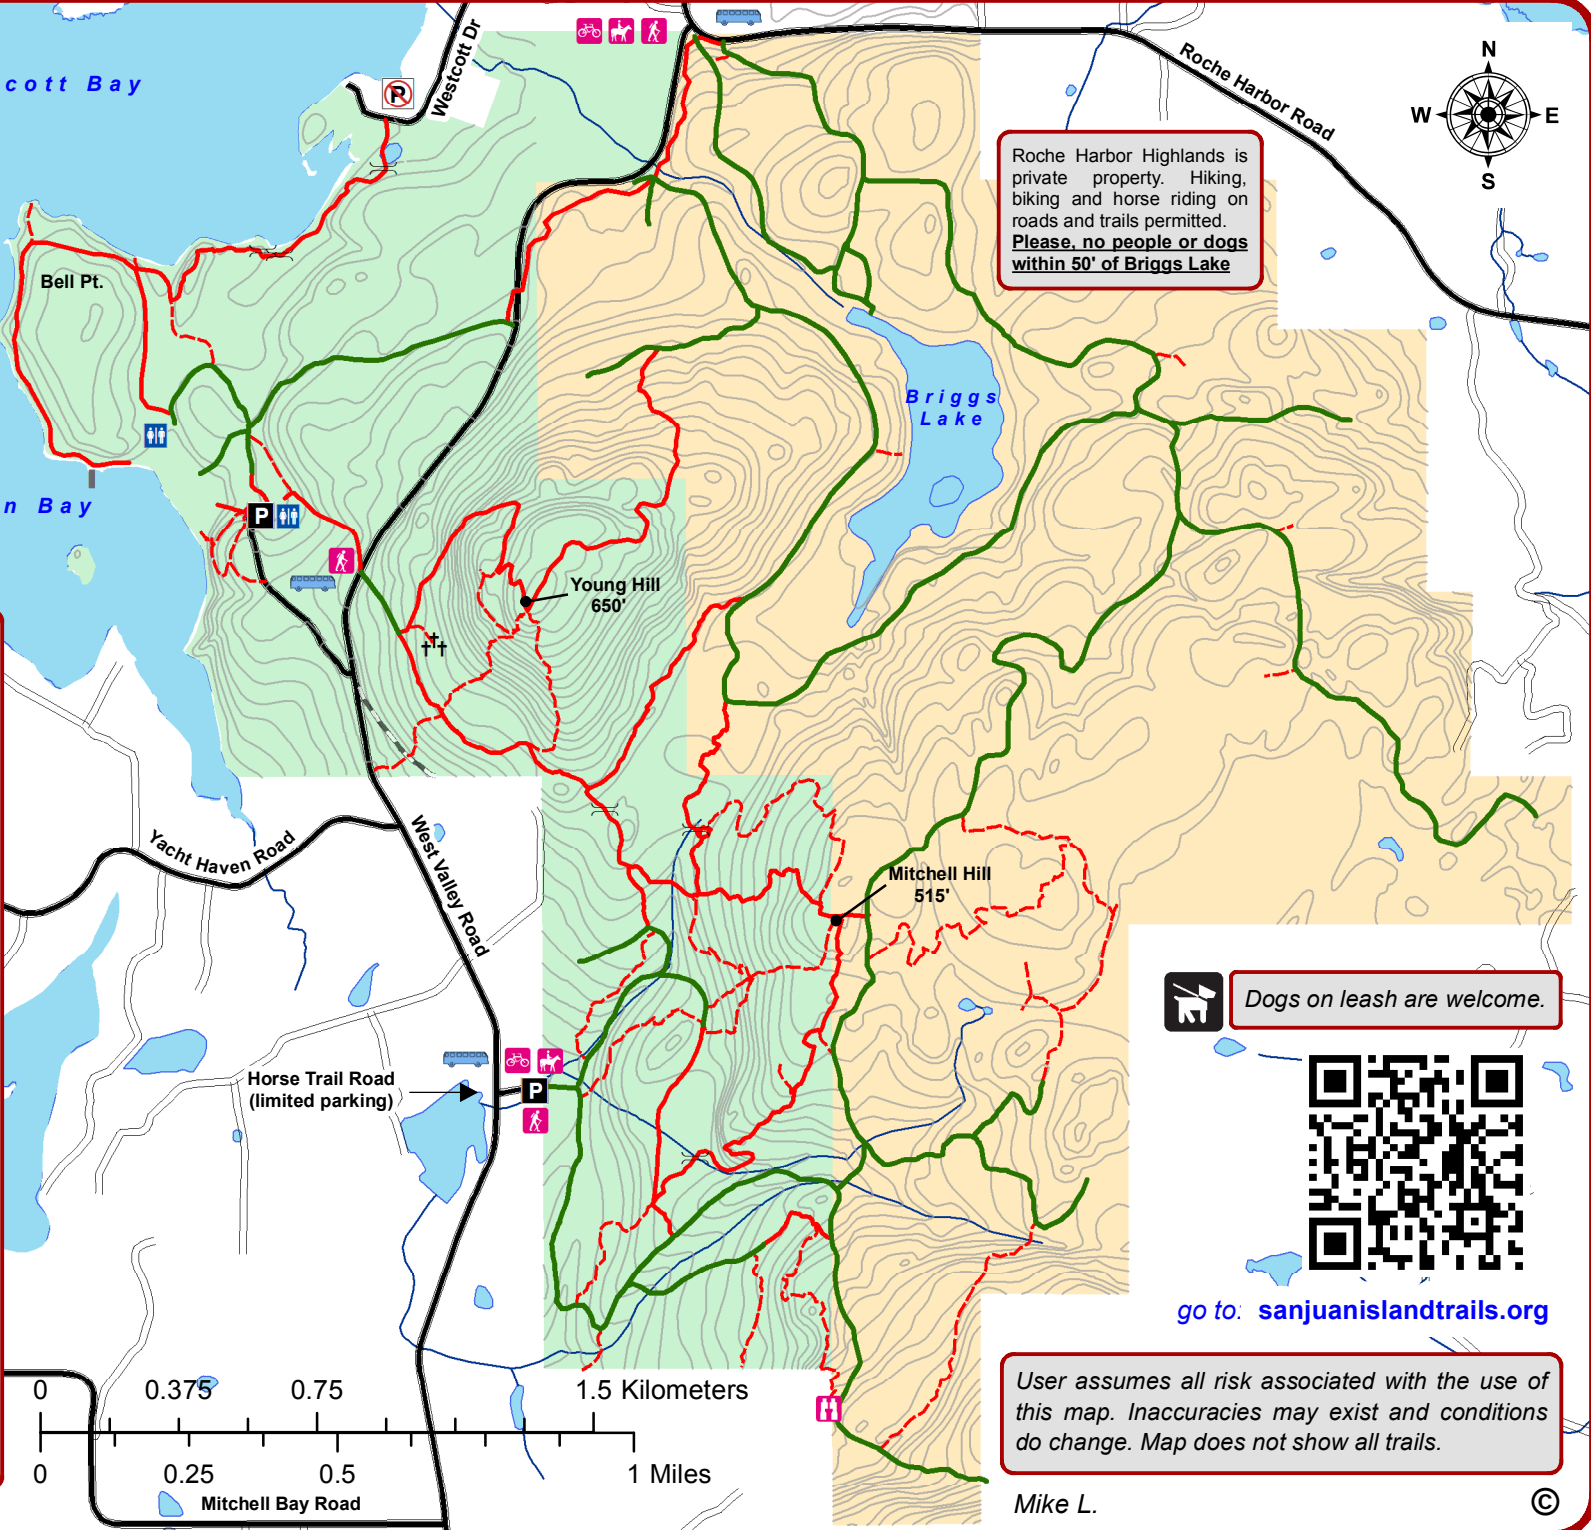 cott Bay
Westcott Dr
Roche Harbor Road
N
W
E
S
Roche Harbor Highlands is
private property. Hiking,
biking and horse riding on
roads and trails permitted.
Please, no people or dogs
within 50' of Briggs Lake
P
Bell Pt.
Briggs
Lake
n Bay
P
Young Hill
650'
Yacht Haven Road
West Valley Road
Mitchell Hill
515'
Dogs on leash are welcome.
Horse Trail Road
(limited parking)
P
go to: sanjuanislandtrails.org
0 0.375 0.75 1.5 Kilometers
0 0.25 0.5 1 Miles
User assumes all risk associated with the use of
this map. Inaccuracies may exist and conditions
do change. Map does not show all trails.
Mitchell Bay Road
Mike L.
©